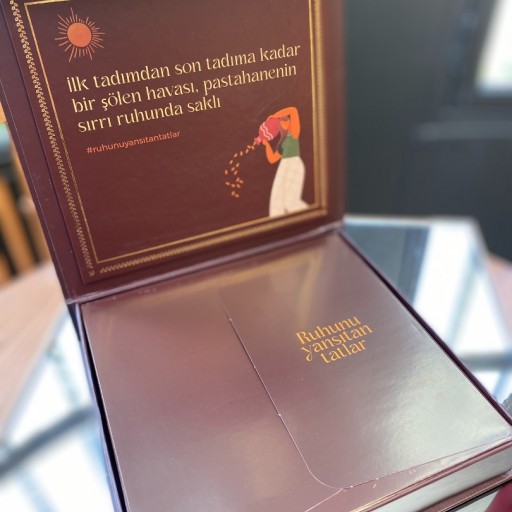 ilk tadımdan son tadıma kadar
bir şölen havası, pastahanenin
sırrı ruhunda saklı
#ruhunuyansıtantatlar
Ruhunu
yansıtan
tatlar